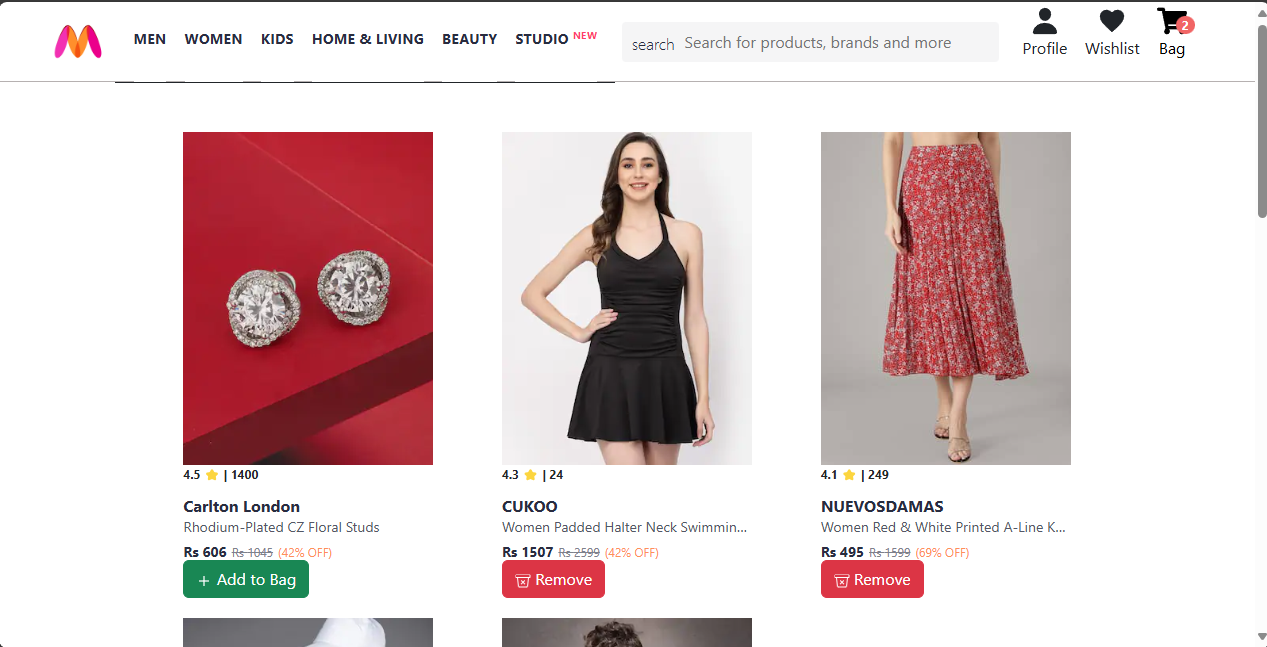 MEN WOMEN KIDS HOME & LIVING BEAUTY STUDIO NEW
search Search for products, brands and more
Profile Wishlist Bag
2
4.5 ⭐ | 1400
Carlton London
Rhodium-Plated CZ Floral Studs
Rs 606 Rs 1045 (42% OFF)
+ Add to Bag
4.3 ⭐ | 24
CUKOO
Women Padded Halter Neck Swimmin...
Rs 1507 Rs 2599 (42% OFF)
Remove
4.1 ⭐ | 249
NUEVOSDAMAS
Women Red & White Printed A-Line K...
Rs 495 Rs 1599 (69% OFF)
Remove